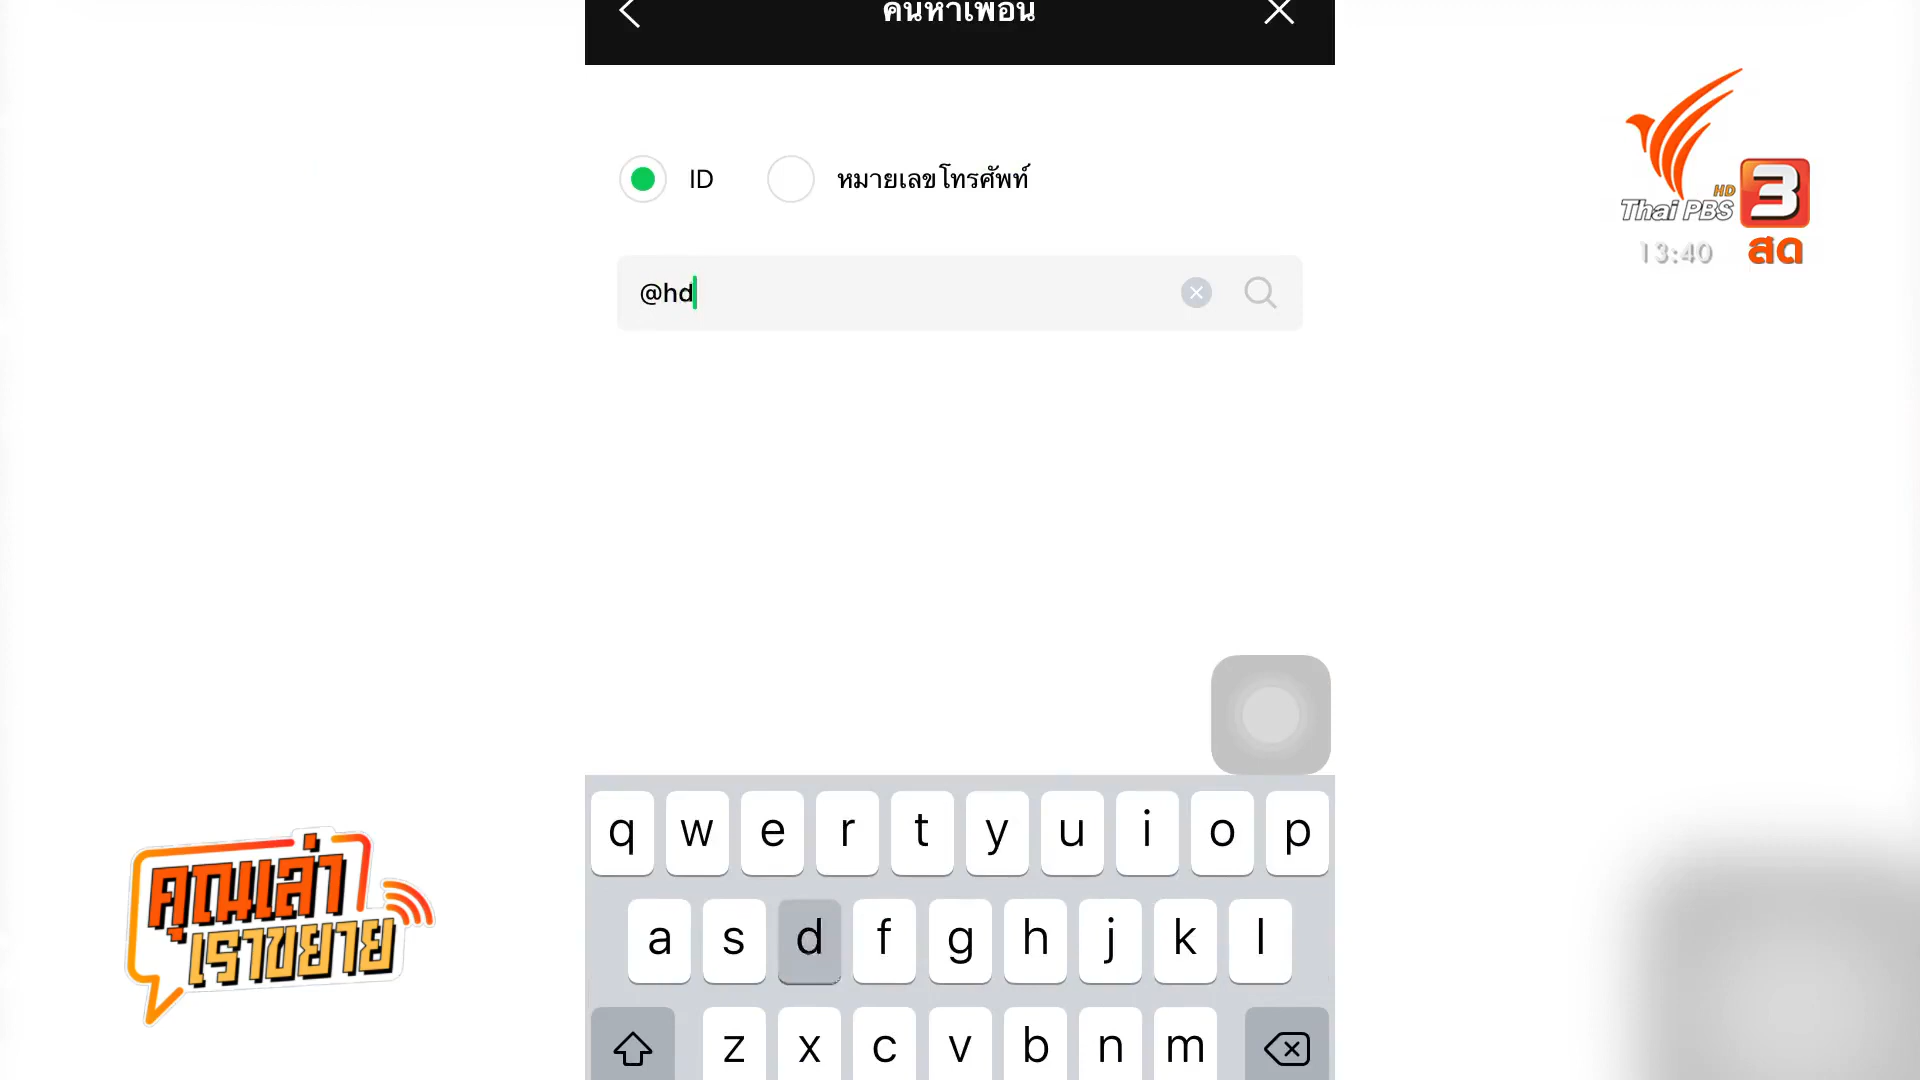 ค้นหาเพื่อน
ID หมายเลขโทรศัพท์
@hd
HD
Thai PBS 3
13:40 สด
q w e r t y u i o p
a s d f g h j k l
z x c v b n m
คุณเล่า
เราขยาย